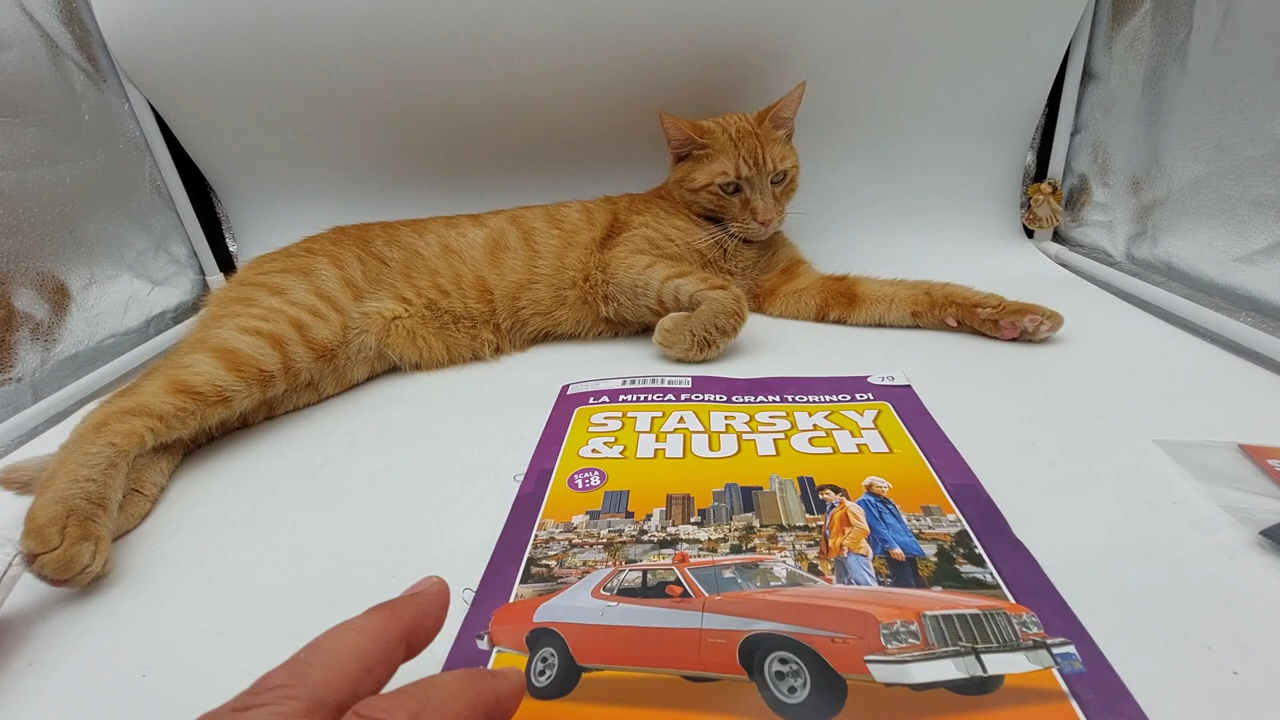 79
LA MITICA FORD GRAN TORINO DI
STARSKY
& HUTCH
SCALA
1:8